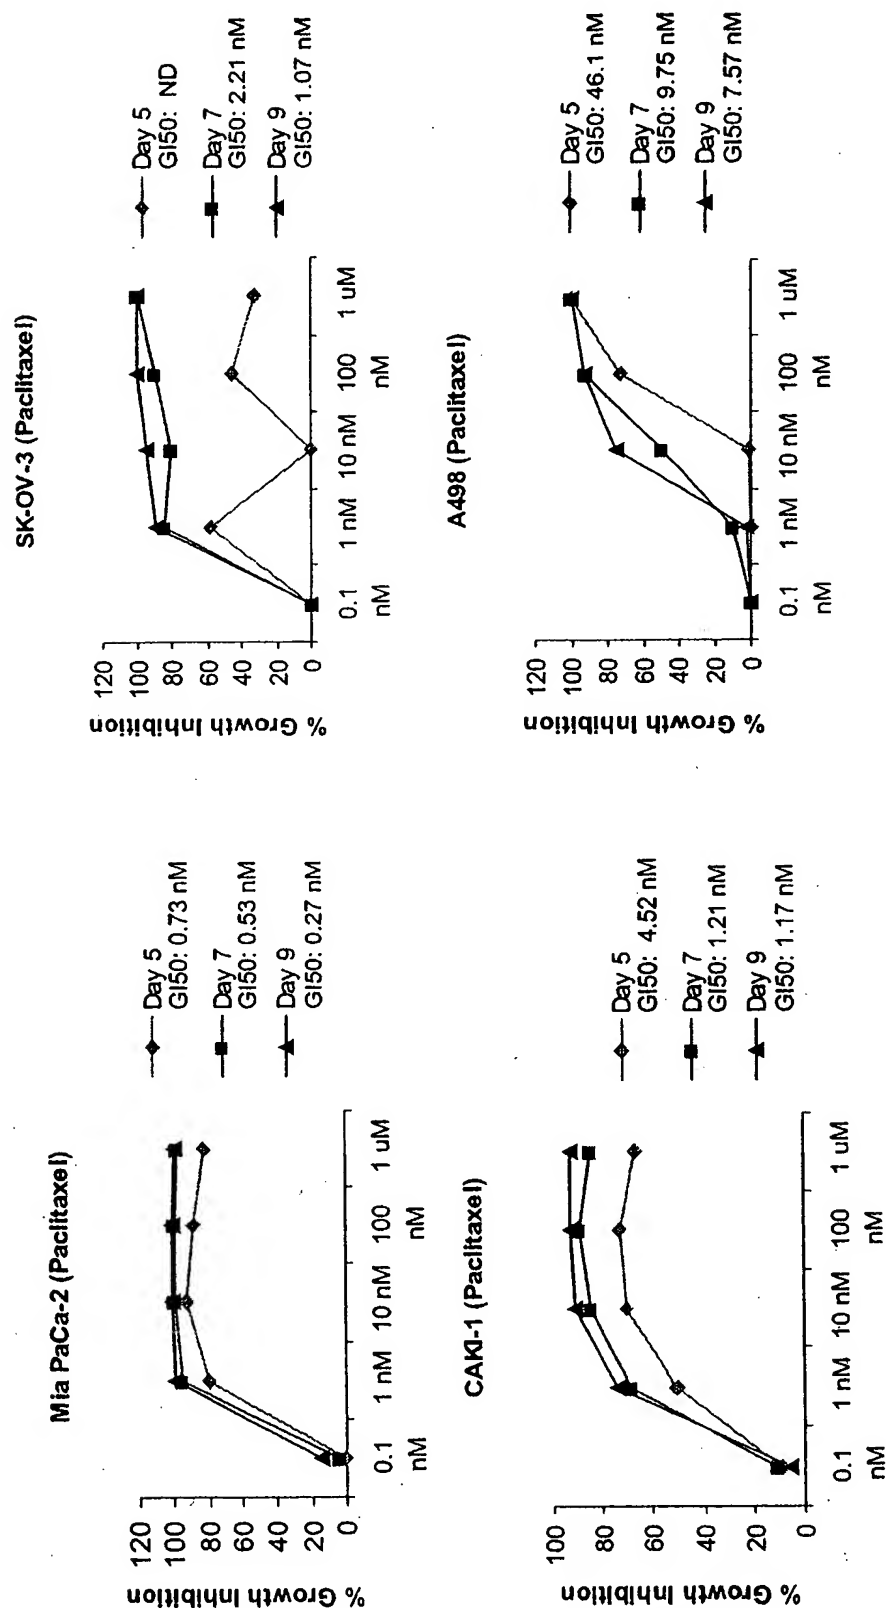 Mia PaCa-2 (Paclitaxel)
% Growth Inhibition
120
100
80
60
40
20
0
0.1 nM
1 nM
10 nM
100 nM
1 uM
Day 5
GI50: 0.73 nM
Day 7
GI50: 0.53 nM
Day 9
GI50: 0.27 nM
SK-OV-3 (Paclitaxel)
% Growth Inhibition
120
100
80
60
40
20
0
0.1 nM
1 nM
10 nM
100 nM
1 uM
Day 5
GI50: ND
Day 7
GI50: 2.21 nM
Day 9
GI50: 1.07 nM
CAKI-1 (Paclitaxel)
% Growth Inhibition
100
80
60
40
20
0
0.1 nM
1 nM
10 nM
100 nM
1 uM
Day 5
GI50: 4.52 nM
Day 7
GI50: 1.21 nM
Day 9
GI50: 1.17 nM
A498 (Paclitaxel)
% Growth Inhibition
120
100
80
60
40
20
0
0.1 nM
1 nM
10 nM
100 nM
1 uM
Day 5
GI50: 46.1 nM
Day 7
GI50: 9.75 nM
Day 9
GI50: 7.57 nM